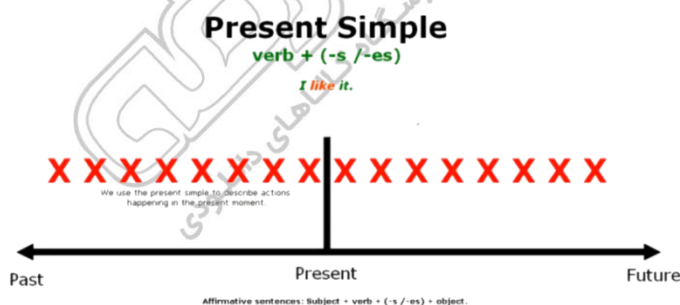 Present Simple
verb + (-s /-es)
I like it.
X X X X X X X X X X X X X X X X
We use the present simple to describe actions
happening in the present moment.
Past
Present
Future
Affirmative sentences: Subject + verb + (-s /-es) + object.